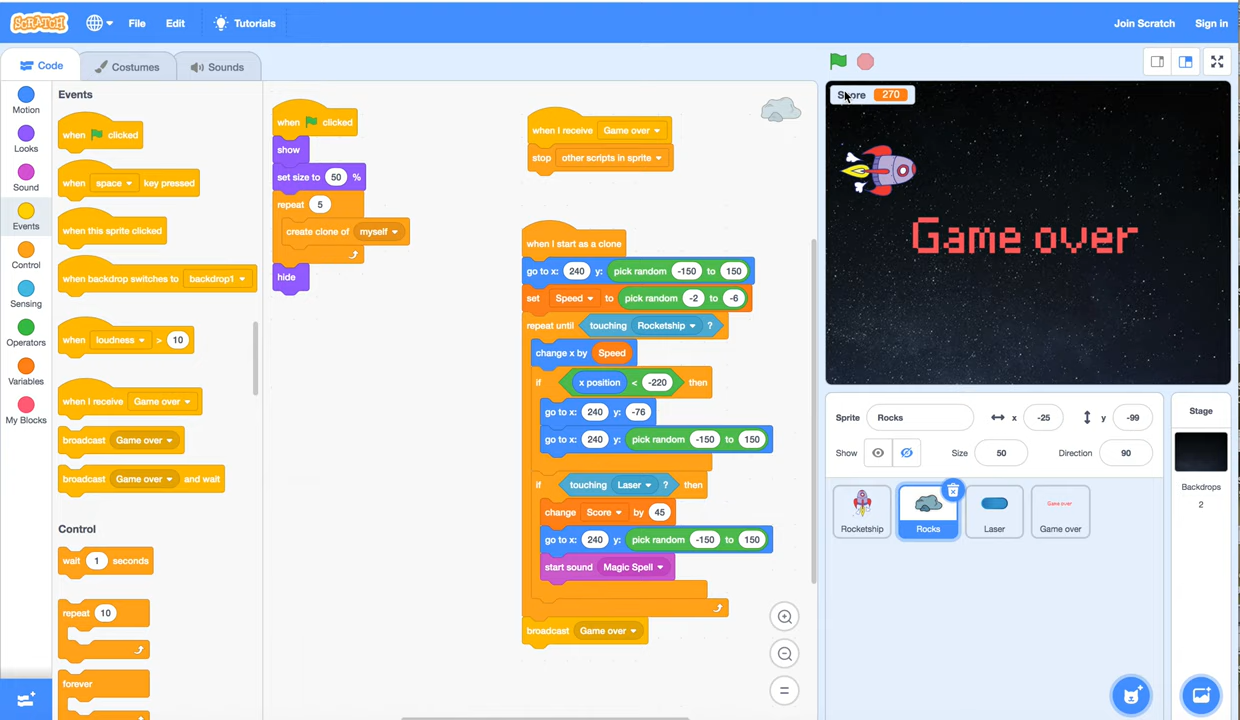 SCRATCH File Edit Tutorials Join Scratch Sign in
Code Costumes Sounds
Motion
Looks
Sound
Events
Control
Sensing
Operators
Variables
My Blocks
Events
when clicked
when space key pressed
when this sprite clicked
when backdrop switches to backdrop1
when loudness > 10
when I receive Game over
broadcast Game over
broadcast Game over and wait
Control
wait 1 seconds
repeat 10
forever
when clicked
show
set size to 50 %
repeat 5
create clone of myself
hide
when I receive Game over
stop other scripts in sprite
when I start as a clone
go to x: 240 y: pick random -150 to 150
set Speed to pick random -2 to -6
repeat until touching Rocketship ?
change x by Speed
if x position < -220 then
go to x: 240 y: -76
go to x: 240 y: pick random -150 to 150
if touching Laser ? then
change Score by 45
go to x: 240 y: pick random -150 to 150
start sound Magic Spell
broadcast Game over
Score 270
Game over
Sprite Rocks x -25 y -99
Show Size 50 Direction 90
Rocketship
Rocks
Laser
Game over
Game over
Stage
Backdrops
2